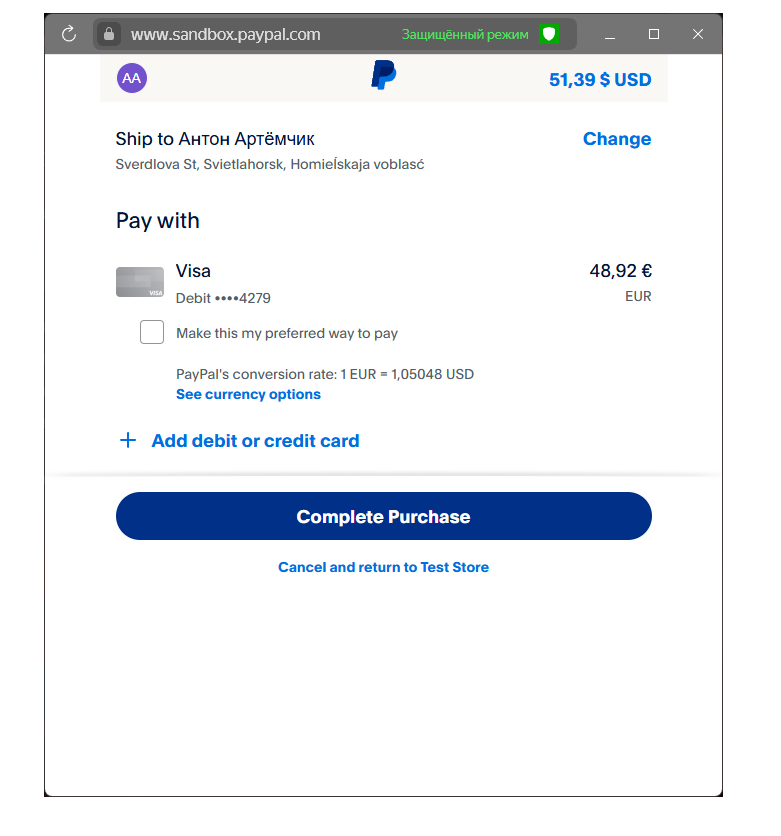 www.sandbox.paypal.com Защищённый режим
AA 51,39 $ USD
Ship to Антон Артёмчик Change
Sverdlova St, Svietlahorsk, Homieĺskaja voblasć
Pay with
Visa 48,92 €
VISA Debit ••••4279 EUR
Make this my preferred way to pay
PayPal's conversion rate: 1 EUR = 1,05048 USD
See currency options
+ Add debit or credit card
Complete Purchase
Cancel and return to Test Store